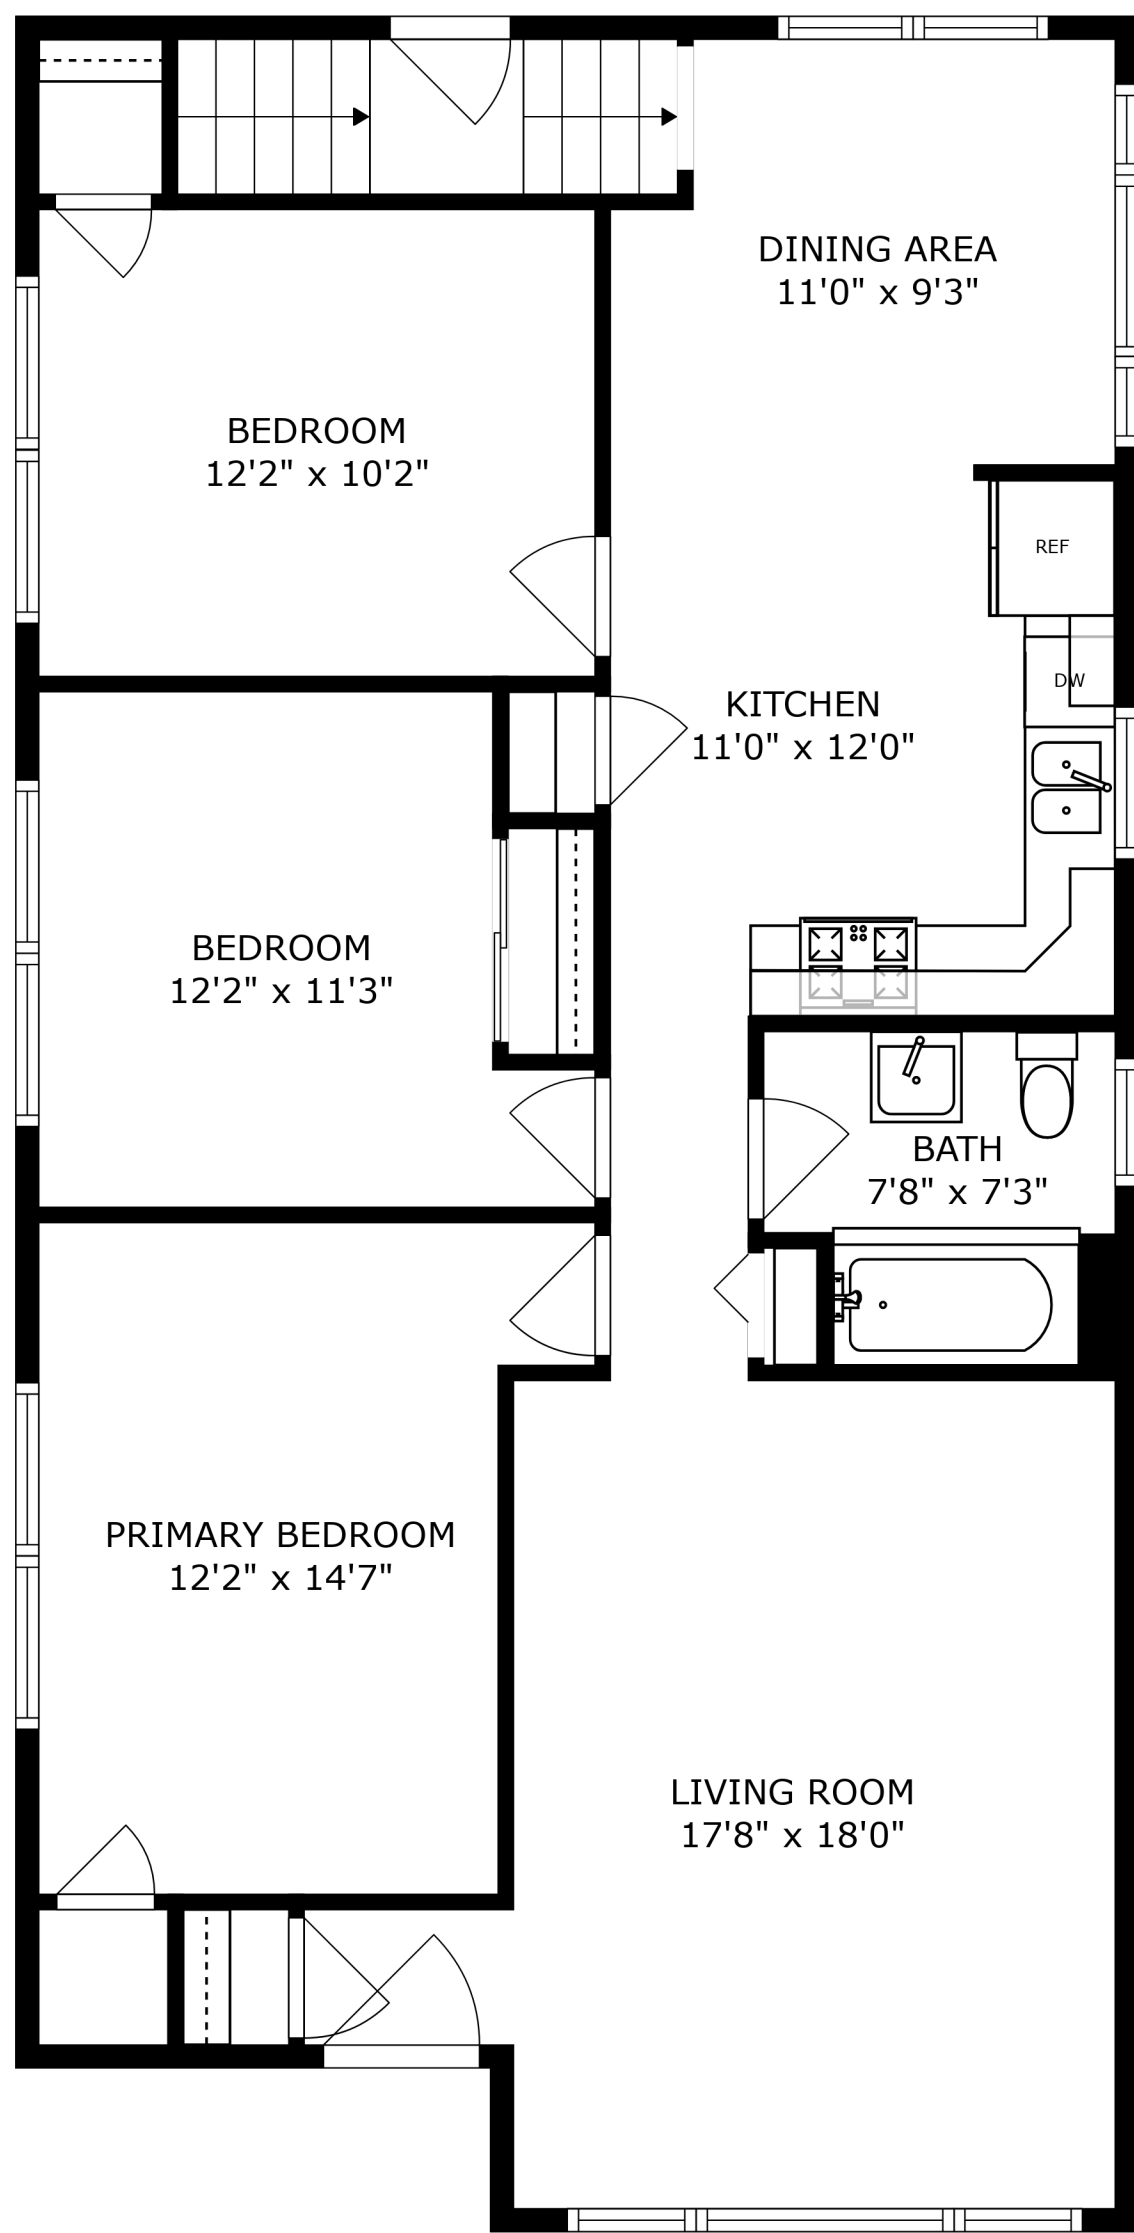 DINING AREA
11'0" x 9'3"
BEDROOM
12'2" x 10'2"
REF
DW
KITCHEN
11'0" x 12'0"
BEDROOM
12'2" x 11'3"
BATH
7'8" x 7'3"
PRIMARY BEDROOM
12'2" x 14'7"
LIVING ROOM
17'8" x 18'0"